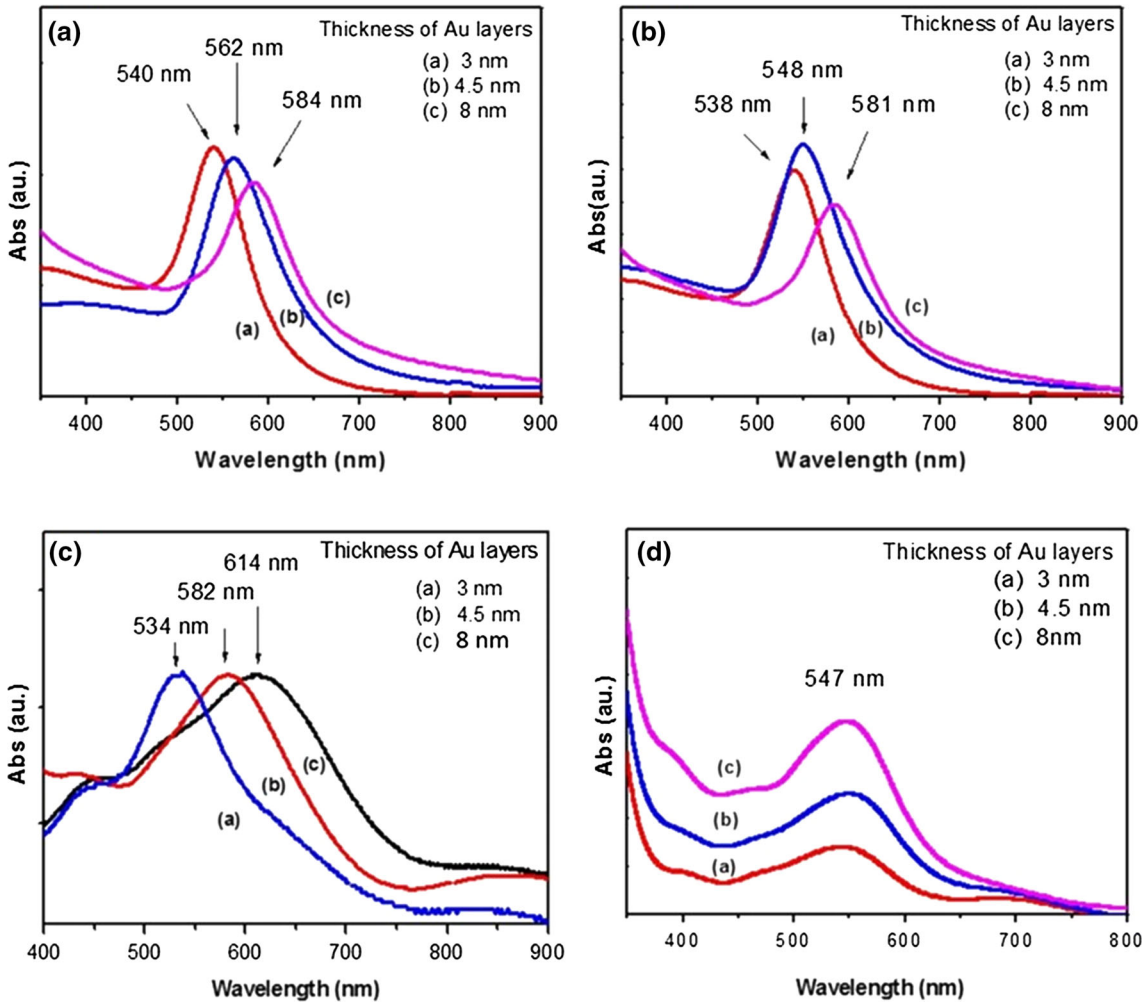 (a)
Thickness of Au layers
(a) 3 nm
(b) 4.5 nm
(c) 8 nm
562 nm
540 nm
584 nm
Abs (au.)
(a)
(b)
(c)
400 500 600 700 800 900
Wavelength (nm)
(b)
Thickness of Au layers
(a) 3 nm
(b) 4.5 nm
(c) 8 nm
548 nm
538 nm
581 nm
Abs(au.)
(a)
(b)
(c)
400 500 600 700 800 900
Wavelength (nm)
(c)
Thickness of Au layers
(a) 3 nm
(b) 4.5 nm
(c) 8 nm
614 nm
582 nm
534 nm
Abs (au.)
(a)
(b)
(c)
400 500 600 700 800 900
Wavelength (nm)
(d)
Thickness of Au layers
(a) 3 nm
(b) 4.5 nm
(c) 8nm
547 nm
Abs (au.)
(c)
(b)
(a)
400 500 600 700 800
Wavelength (nm)